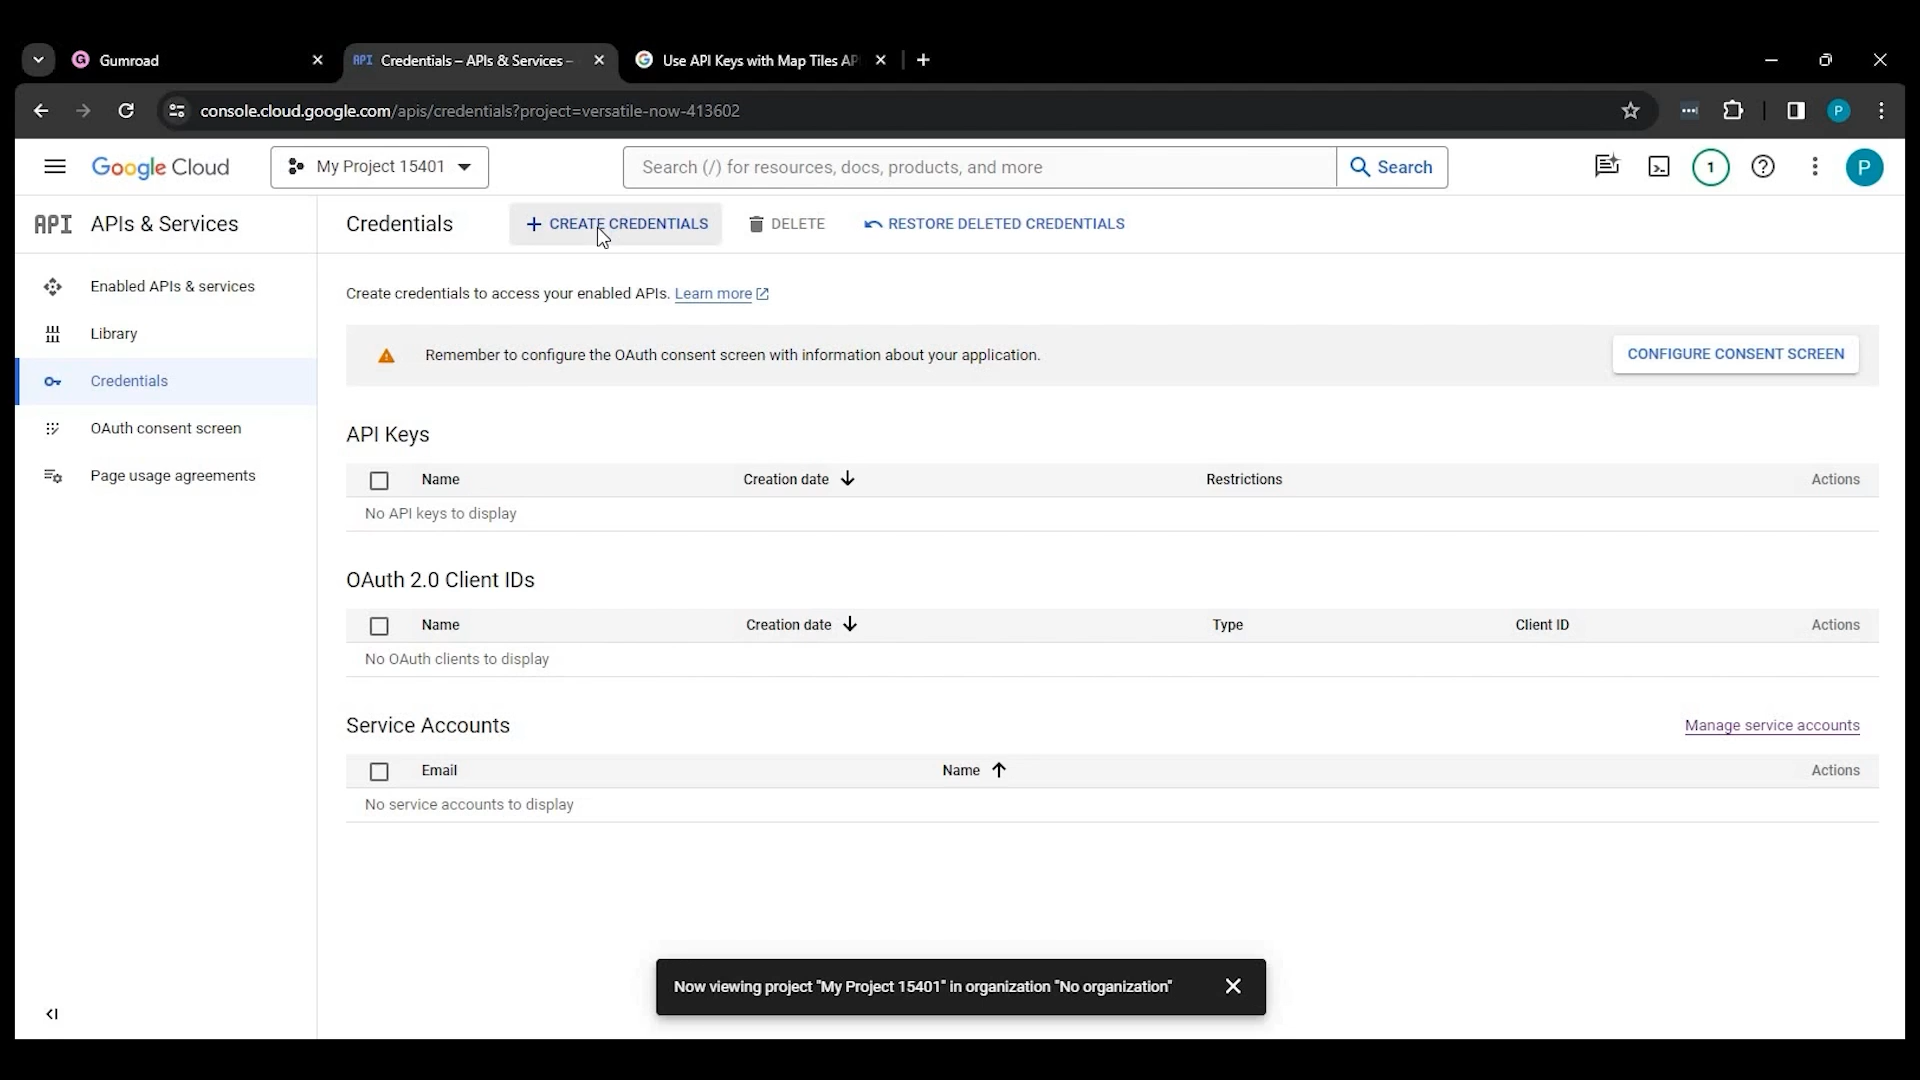 Gumroad
API Credentials – APIs & Services –
Use API Keys with Map Tiles AP
console.cloud.google.com/apis/credentials?project=versatile-now-413602
P
Google Cloud
My Project 15401
Search (/) for resources, docs, products, and more
Search
1
P
API APIs & Services
Credentials
CREATE CREDENTIALS
DELETE
RESTORE DELETED CREDENTIALS
Enabled APIs & services
Library
Credentials
OAuth consent screen
Page usage agreements
Create credentials to access your enabled APIs. Learn more
Remember to configure the OAuth consent screen with information about your application.
CONFIGURE CONSENT SCREEN
API Keys
Name Creation date Restrictions Actions
No API keys to display
OAuth 2.0 Client IDs
Name Creation date Type Client ID Actions
No OAuth clients to display
Service Accounts
Manage service accounts
Email Name Actions
No service accounts to display
Now viewing project "My Project 15401" in organization "No organization"